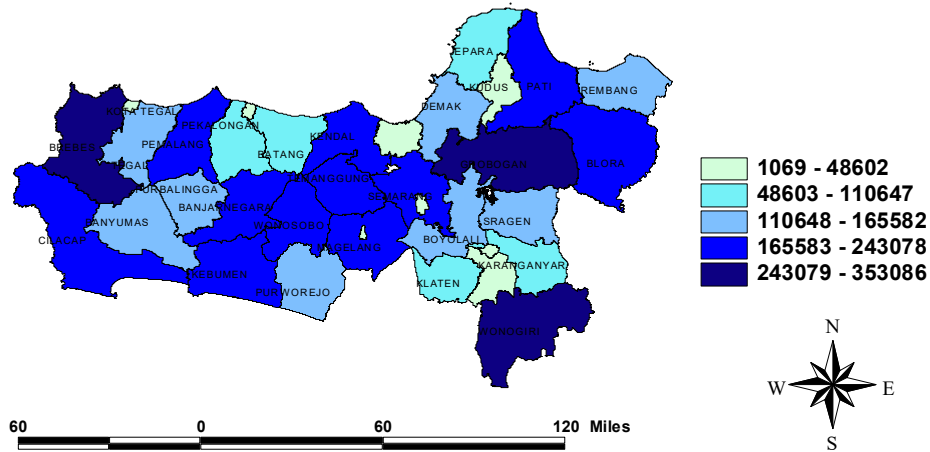 EPARA
KUDUS
PATI
REMBANG
DEMAK
KOTA TEGAL
PEKALONGAN
KENDAL
PEMALANG
BREBES
BATANG
GROBOGAN
BLORA
TEGAL
TEMANGGUNG
PURBALINGGA
SEMARANG
BANJARNEGARA
BANYUMAS
WONOSOBO
SRAGEN
CILACAP
MAGELANG
BOYOLALI
KARANGANYAR
KEBUMEN
KLATEN
PURWOREJO
WONOGIRI
1069 - 48602
48603 - 110647
110648 - 165582
165583 - 243078
243079 - 353086
N
W
E
S
60 0 60 120 Miles